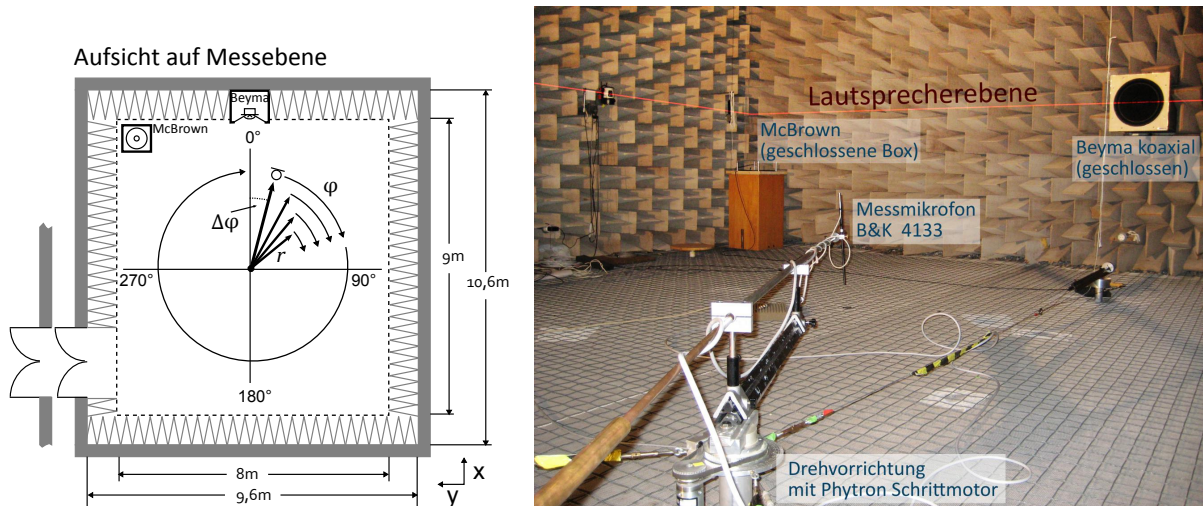 Aufsicht auf Messebene
Beyma
McBrown
0°
φ
Δφ
r
270°
90°
180°
9m
10,6m
8m
9,6m
x
y
Lautsprecherebene
McBrown
(geschlossene Box)
Beyma koaxial
(geschlossen)
Messmikrofon
B&K 4133
Drehvorrichtung
mit Phytron Schrittmotor